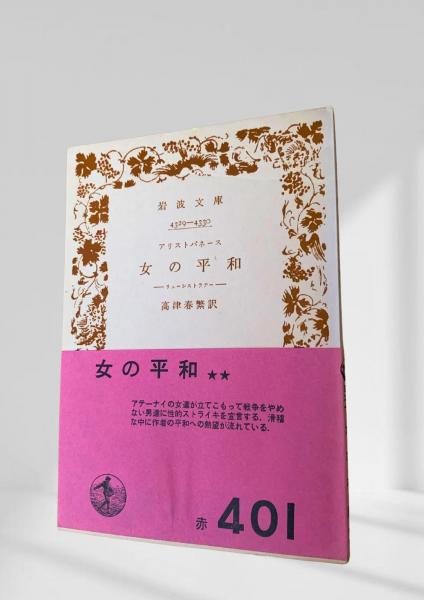 岩波文庫
4329—4330
アリストパネース
女の平和
—リューシストラテー—
高津春繁訳
女の平和 ★★
アテーナイの女達が立てこもって戦争をやめ
ない男達に性的ストライキを宣言する．滑稽
な中に作者の平和への熱望が流れている．
赤 401